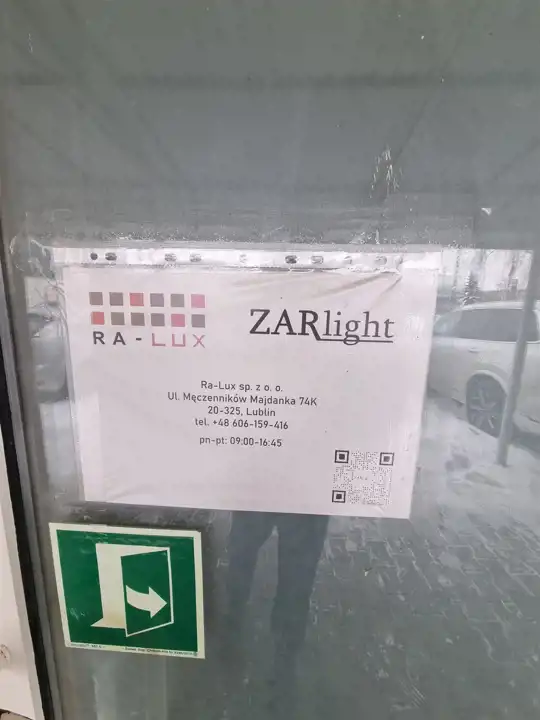 RA-LUX
ZARlight
Ra-Lux sp. z o. o.
Ul. Męczenników Majdanka 74K
20-325, Lublin
tel. +48 606-159-416
pn-pt: 09:00-16:45